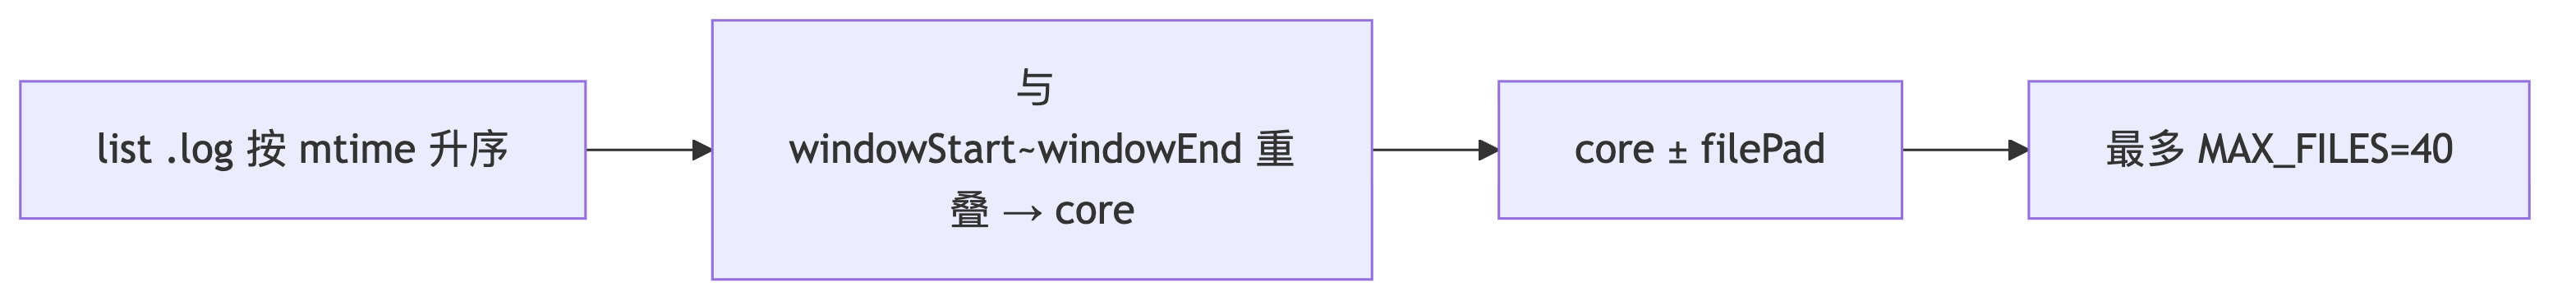 list .log 按 mtime 升序
与
windowStart~windowEnd 重
叠 → core
core ± filePad
最多 MAX_FILES=40